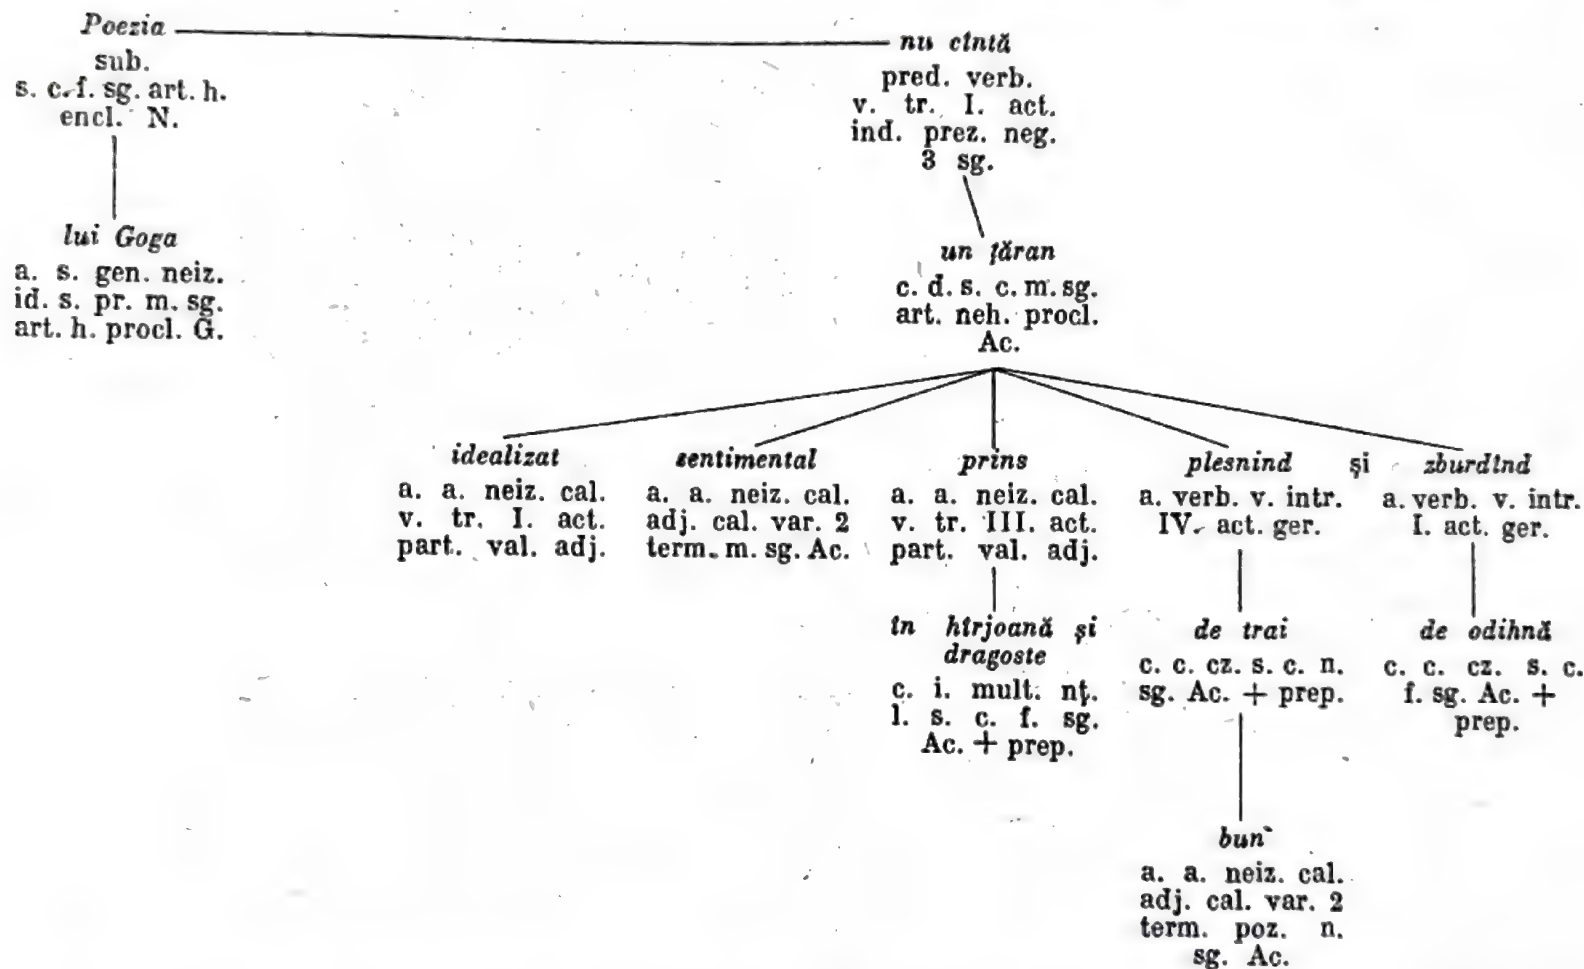 Poezia
sub.
s. c. f. sg. art. h.
encl. N.
nu cîntă
pred. verb.
v. tr. I. act.
ind. prez. neg.
3 sg.
lui Goga
a. s. gen. neiz.
id. s. pr. m. sg.
art. h. procl. G.
un țăran
c. d. s. c. m. sg.
art. neh. procl.
Ac.
idealizat
a. a. neiz. cal.
v. tr. I. act.
part. val. adj.
sentimental
a. a. neiz. cal.
adj. cal. var. 2
term. m. sg. Ac.
prins
a. a. neiz. cal.
v. tr. III. act.
part. val. adj.
plesnind și zburdînd
a. verb. v. intr.
IV. act. ger.
a. verb. v. intr.
I. act. ger.
în hîrjoană și
dragoste
c. i. mult. nț.
l. s. c. f. sg.
Ac. + prep.
de trai
c. c. cz. s. c. n.
sg. Ac. + prep.
de odihnă
c. c. cz. s. c.
f. sg. Ac. +
prep.
bun
a. a. neiz. cal.
adj. cal. var. 2
term. poz. n.
sg. Ac.